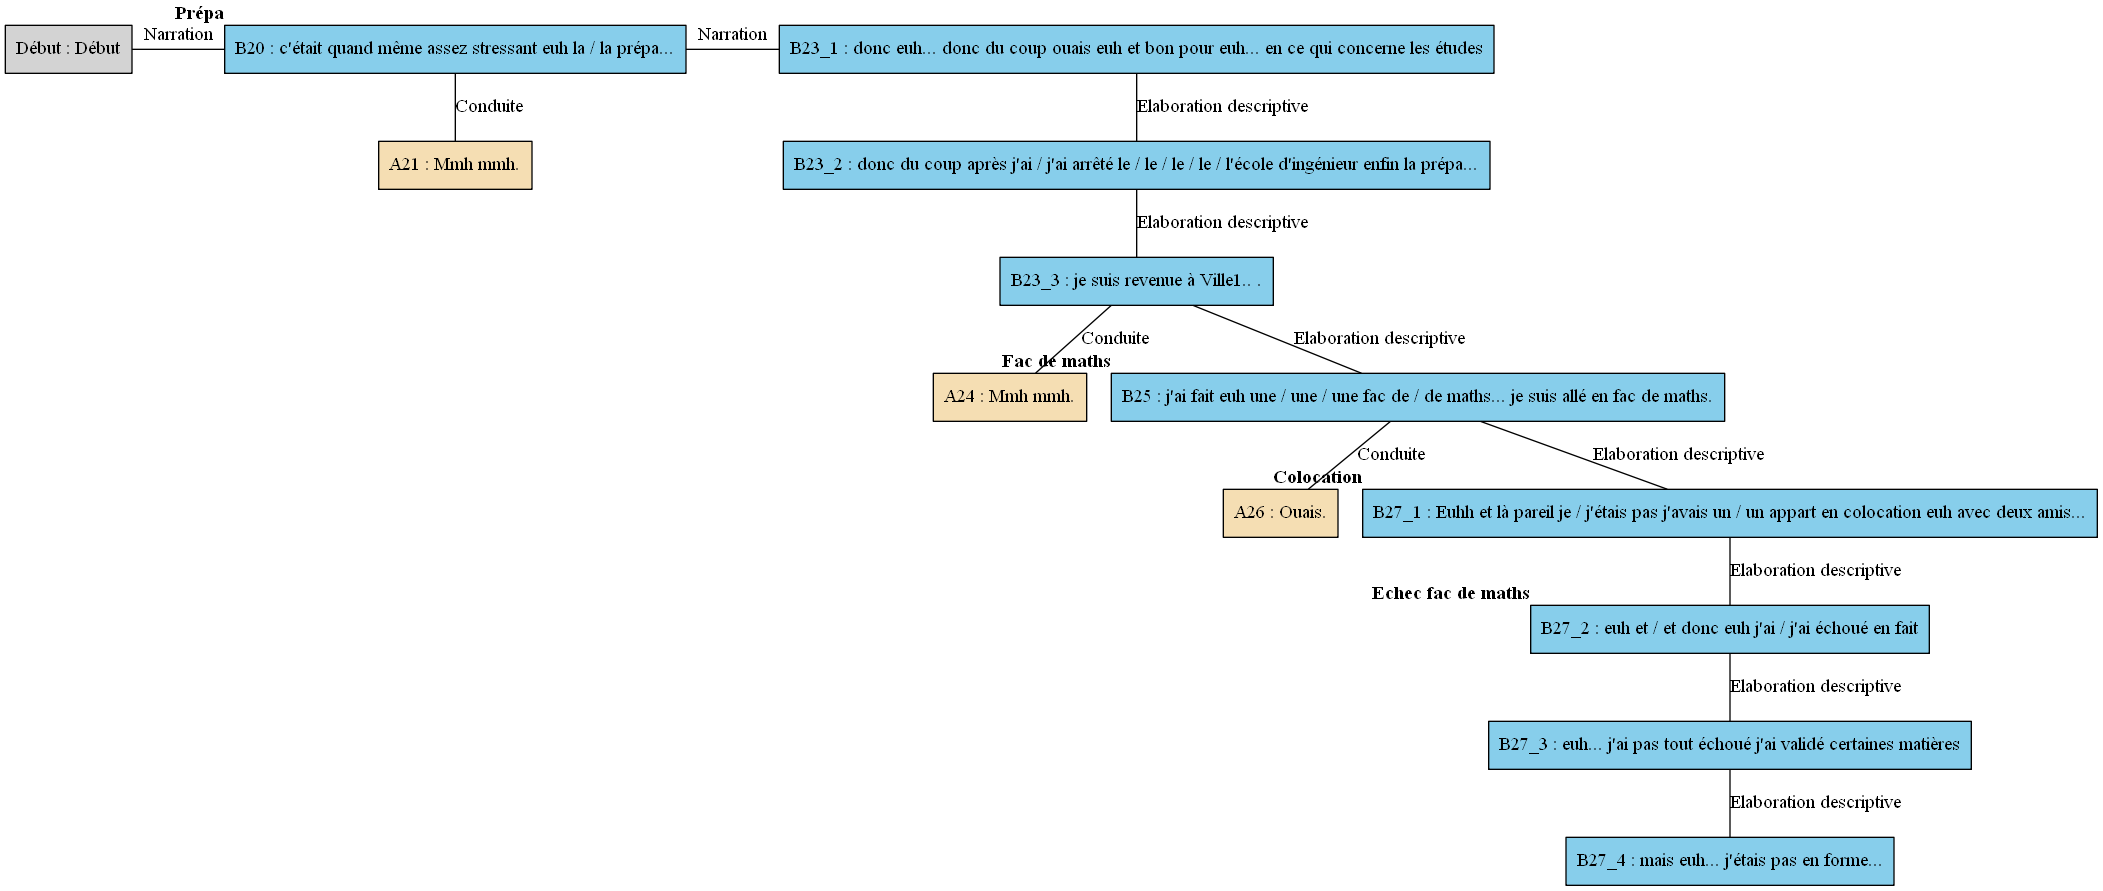 Prépa
Début : Début
Narration
B20 : c'était quand même assez stressant euh la / la prépa...
Narration
B23_1 : donc euh... donc du coup ouais euh et bon pour euh... en ce qui concerne les études
Conduite
Elaboration descriptive
A21 : Mmh mmh.
B23_2 : donc du coup après j'ai / j'ai arrêté le / le / le / le / l'école d'ingénieur enfin la prépa...
Elaboration descriptive
B23_3 : je suis revenue à Ville1.. .
Conduite
Elaboration descriptive
Fac de maths
A24 : Mmh mmh.
B25 : j'ai fait euh une / une / une fac de / de maths... je suis allé en fac de maths.
Conduite
Elaboration descriptive
Colocation
A26 : Ouais.
B27_1 : Euhh et là pareil je / j'étais pas j'avais un / un appart en colocation euh avec deux amis...
Elaboration descriptive
Echec fac de maths
B27_2 : euh et / et donc euh j'ai / j'ai échoué en fait
Elaboration descriptive
B27_3 : euh... j'ai pas tout échoué j'ai validé certaines matières
Elaboration descriptive
B27_4 : mais euh... j'étais pas en forme...